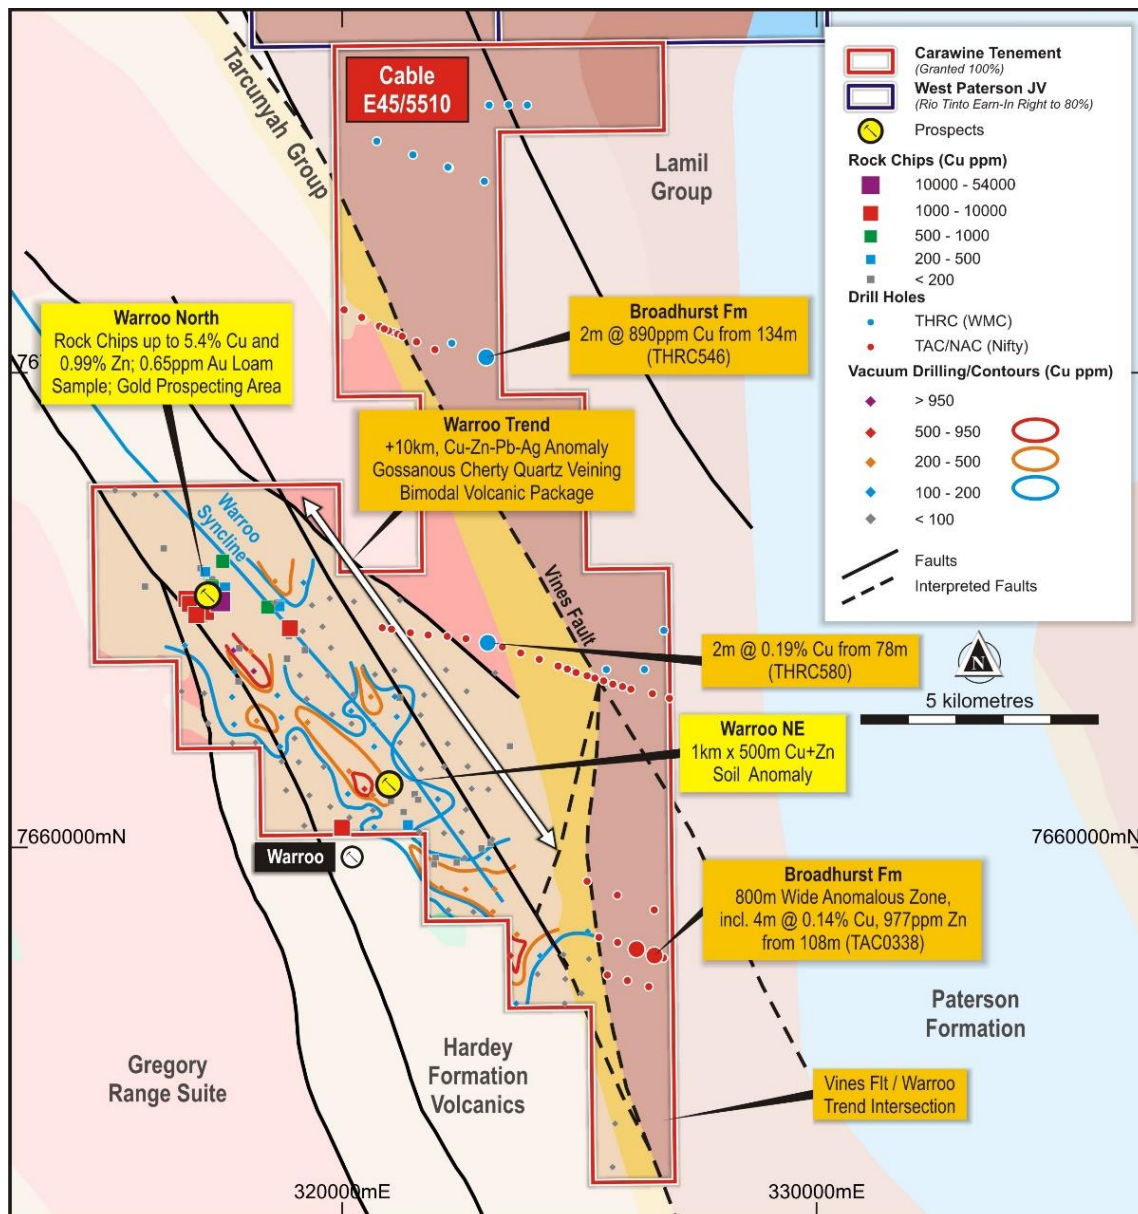 Tarcunyah Group
Cable
E45/5510
Lamil
Group
Carawine Tenement
(Granted 100%)
West Paterson JV
(Rio Tinto Earn-In Right to 80%)
Prospects
Rock Chips (Cu ppm)
10000 - 54000
1000 - 10000
500 - 1000
200 - 500
< 200
Drill Holes
THRC (WMC)
TAC/NAC (Nifty)
Vacuum Drilling/Contours (Cu ppm)
> 950
500 - 950
200 - 500
100 - 200
< 100
Faults
Interpreted Faults
N
5 kilometres
Warroo North
Rock Chips up to 5.4% Cu and
0.99% Zn; 0.65ppm Au Loam
Sample; Gold Prospecting Area
Broadhurst Fm
2m @ 890ppm Cu from 134m
(THRC546)
Warroo Trend
+10km, Cu-Zn-Pb-Ag Anomaly
Gossanous Cherty Quartz Veining
Bimodal Volcanic Package
Warroo
Syncline
Vines Fault
2m @ 0.19% Cu from 78m
(THRC580)
Warroo NE
1km x 500m Cu+Zn
Soil Anomaly
7660000mN
7660000mN
Warroo
Broadhurst Fm
800m Wide Anomalous Zone,
incl. 4m @ 0.14% Cu, 977ppm Zn
from 108m (TAC0338)
Paterson
Formation
Gregory
Range Suite
Hardey
Formation
Volcanics
Vines Flt / Warroo
Trend Intersection
320000mE
330000mE